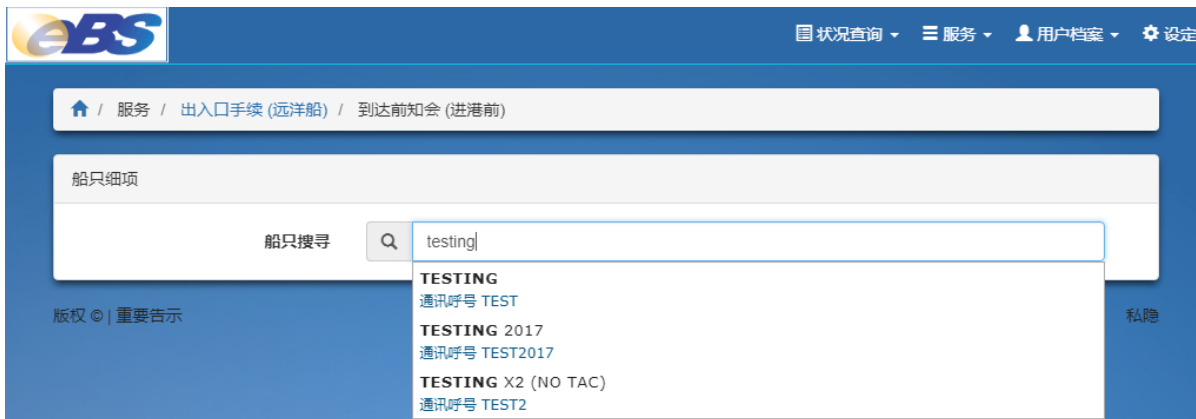 eBS
状况查询 服务 用户档案 设定
/ 服务 / 出入口手续 (远洋船) / 到达前知会 (进港前)
船只细项
船只搜寻 testing
TESTING
通讯呼号 TEST
TESTING 2017
通讯呼号 TEST2017
TESTING X2 (NO TAC)
通讯呼号 TEST2
版权 © | 重要告示 私隐